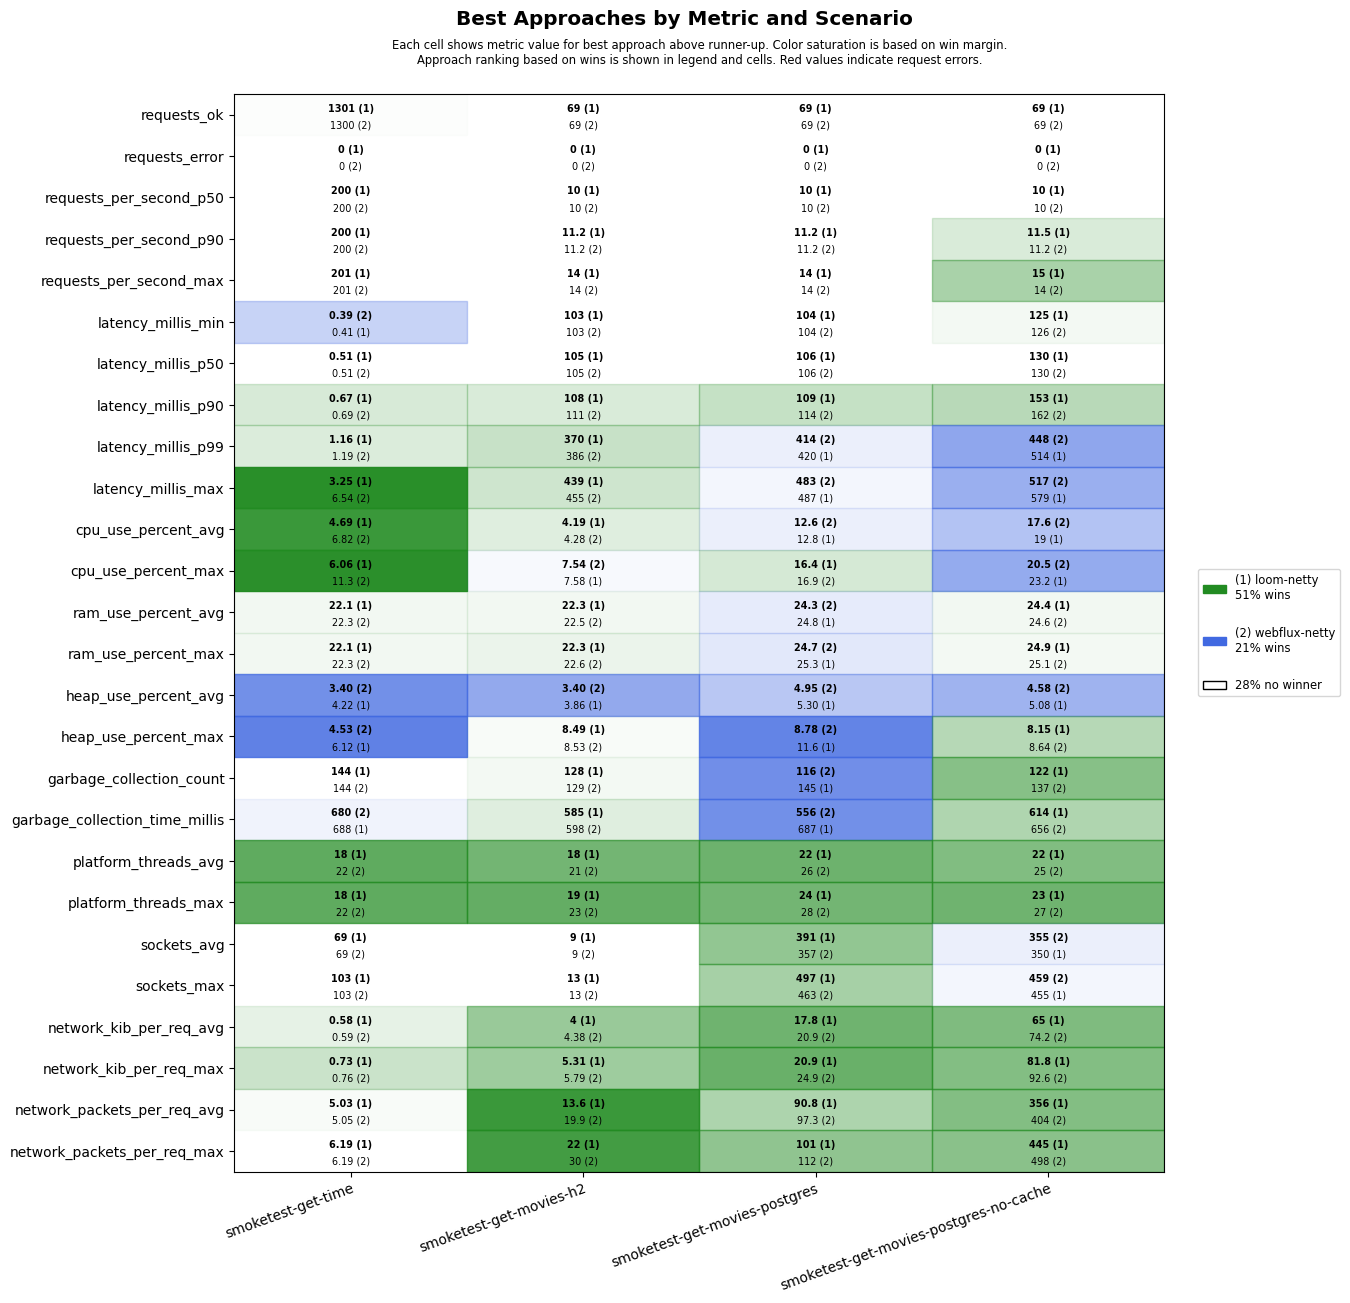 Best Approaches by Metric and Scenario
Each cell shows metric value for best approach above runner-up. Color saturation is based on win margin.
Approach ranking based on wins is shown in legend and cells. Red values indicate request errors.
requests_ok
1301 (1) 69 (1) 69 (1) 69 (1)
1300 (2) 69 (2) 69 (2) 69 (2)
requests_error
0 (1) 0 (1) 0 (1) 0 (1)
0 (2) 0 (2) 0 (2) 0 (2)
requests_per_second_p50
200 (1) 10 (1) 10 (1) 10 (1)
200 (2) 10 (2) 10 (2) 10 (2)
requests_per_second_p90
200 (1) 11.2 (1) 11.2 (1) 11.5 (1)
200 (2) 11.2 (2) 11.2 (2) 11.2 (2)
requests_per_second_max
201 (1) 14 (1) 14 (1) 15 (1)
201 (2) 14 (2) 14 (2) 14 (2)
latency_millis_min
0.39 (2) 103 (1) 104 (1) 125 (1)
0.41 (1) 103 (2) 104 (2) 126 (2)
latency_millis_p50
0.51 (1) 105 (1) 106 (1) 130 (1)
0.51 (2) 105 (2) 106 (2) 130 (2)
latency_millis_p90
0.67 (1) 108 (1) 109 (1) 153 (1)
0.69 (2) 111 (2) 114 (2) 162 (2)
latency_millis_p99
1.16 (1) 370 (1) 414 (2) 448 (2)
1.19 (2) 386 (2) 420 (1) 514 (1)
latency_millis_max
3.25 (1) 439 (1) 483 (2) 517 (2)
6.54 (2) 455 (2) 487 (1) 579 (1)
cpu_use_percent_avg
4.69 (1) 4.19 (1) 12.6 (2) 17.6 (2)
6.82 (2) 4.28 (2) 12.8 (1) 19 (1)
cpu_use_percent_max
6.06 (1) 7.54 (2) 16.4 (1) 20.5 (2)
11.3 (2) 7.58 (1) 16.9 (2) 23.2 (1)
ram_use_percent_avg
22.1 (1) 22.3 (1) 24.3 (2) 24.4 (1)
22.3 (2) 22.5 (2) 24.8 (1) 24.6 (2)
ram_use_percent_max
22.1 (1) 22.3 (1) 24.7 (2) 24.9 (1)
22.3 (2) 22.6 (2) 25.3 (1) 25.1 (2)
heap_use_percent_avg
3.40 (2) 3.40 (2) 4.95 (2) 4.58 (2)
4.22 (1) 3.86 (1) 5.30 (1) 5.08 (1)
heap_use_percent_max
4.53 (2) 8.49 (1) 8.78 (2) 8.15 (1)
6.12 (1) 8.53 (2) 11.6 (1) 8.64 (2)
garbage_collection_count
144 (1) 128 (1) 116 (2) 122 (1)
144 (2) 129 (2) 145 (1) 137 (2)
garbage_collection_time_millis
680 (2) 585 (1) 556 (2) 614 (1)
688 (1) 598 (2) 687 (1) 656 (2)
platform_threads_avg
18 (1) 18 (1) 22 (1) 22 (1)
22 (2) 21 (2) 26 (2) 25 (2)
platform_threads_max
18 (1) 19 (1) 24 (1) 23 (1)
22 (2) 23 (2) 28 (2) 27 (2)
sockets_avg
69 (1) 9 (1) 391 (1) 355 (2)
69 (2) 9 (2) 357 (2) 350 (1)
sockets_max
103 (1) 13 (1) 497 (1) 459 (2)
103 (2) 13 (2) 463 (2) 455 (1)
network_kib_per_req_avg
0.58 (1) 4 (1) 17.8 (1) 65 (1)
0.59 (2) 4.38 (2) 20.9 (2) 74.2 (2)
network_kib_per_req_max
0.73 (1) 5.31 (1) 20.9 (1) 81.8 (1)
0.76 (2) 5.79 (2) 24.9 (2) 92.6 (2)
network_packets_per_req_avg
5.03 (1) 13.6 (1) 90.8 (1) 356 (1)
5.05 (2) 19.9 (2) 97.3 (2) 404 (2)
network_packets_per_req_max
6.19 (1) 22 (1) 101 (1) 445 (1)
6.19 (2) 30 (2) 112 (2) 498 (2)
smoketest-get-time
smoketest-get-movies-h2
smoketest-get-movies-postgres
smoketest-get-movies-postgres-no-cache
(1) loom-netty
51% wins
(2) webflux-netty
21% wins
28% no winner